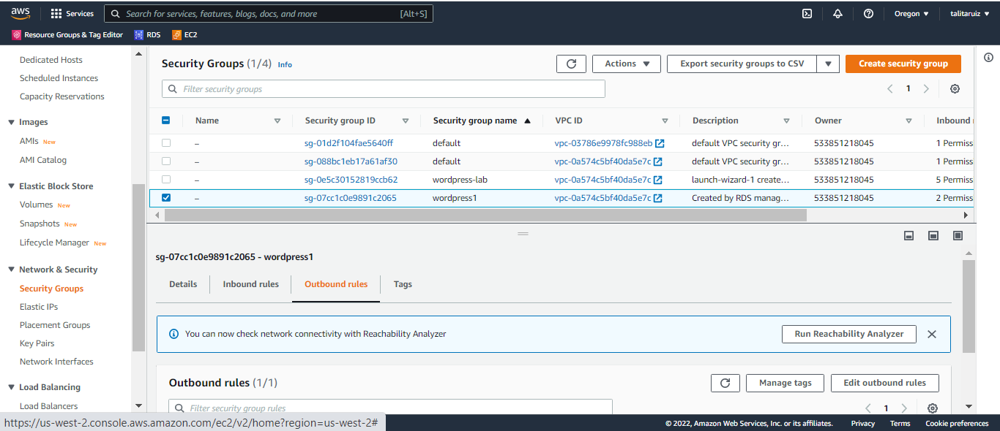 aws Services Search for services, features, blogs, docs, and more [Alt+S] Oregon talitaruiz
Resource Groups & Tag Editor RDS EC2
Dedicated Hosts
Scheduled Instances
Capacity Reservations
Images
AMIs New
AMI Catalog
Elastic Block Store
Volumes New
Snapshots New
Lifecycle Manager New
Network & Security
Security Groups
Elastic IPs
Placement Groups
Key Pairs
Network Interfaces
Load Balancing
Load Balancers
Security Groups (1/4) Info Actions Export security groups to CSV Create security group
Filter security groups 1
Name Security group ID Security group name VPC ID Description Owner Inbound
– sg-01d2f104fae5640ff default vpc-03786e9978fc988eb default VPC security gr... 533851218045 1 Permiss
– sg-088bc1eb17a61af30 default vpc-0a574c5bf40da5e7c default VPC security gr... 533851218045 1 Permiss
– sg-0e5c30152819ccb62 wordpress-lab vpc-0a574c5bf40da5e7c launch-wizard-1 create... 533851218045 5 Permiss
– sg-07cc1c0e9891c2065 wordpress1 vpc-0a574c5bf40da5e7c Created by RDS manag... 533851218045 2 Permiss
sg-07cc1c0e9891c2065 - wordpress1
Details Inbound rules Outbound rules Tags
You can now check network connectivity with Reachability Analyzer Run Reachability Analyzer
Outbound rules (1/1) Manage tags Edit outbound rules
Filter security group rules 1
https://us-west-2.console.aws.amazon.com/ec2/v2/home?region=us-west-2# © 2022, Amazon Web Services, Inc. or its affiliates. Privacy Terms Cookie preferences